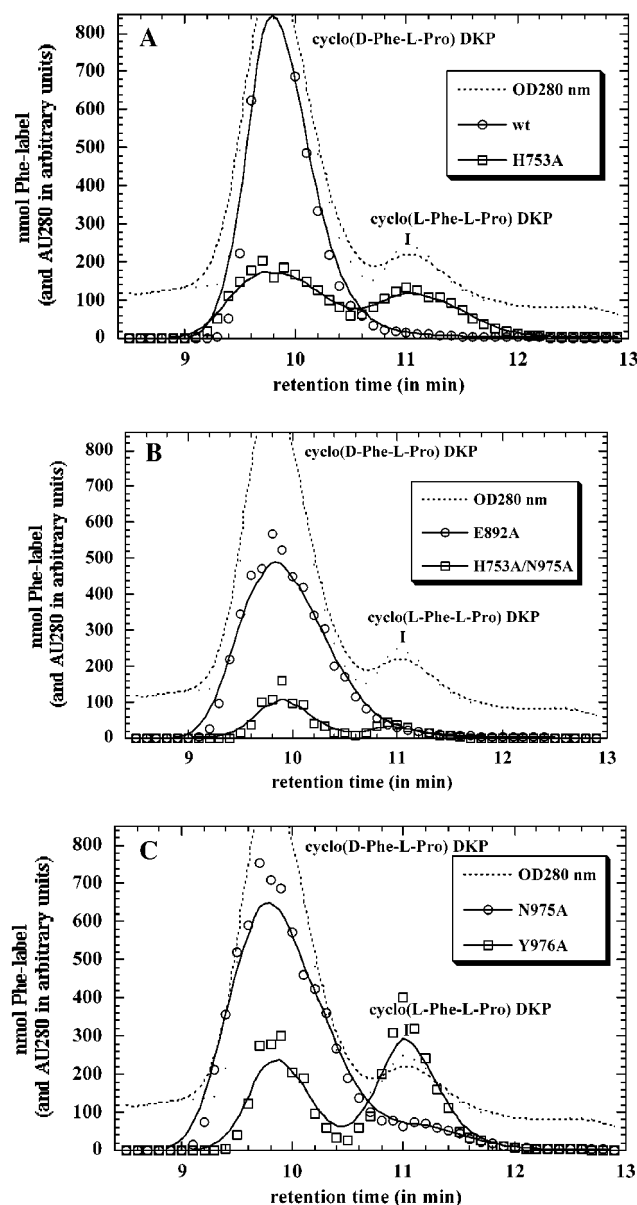 A
cyclo(D-Phe-L-Pro) DKP
OD280 nm
wt
H753A
cyclo(L-Phe-L-Pro) DKP
I
nmol Phe-label
(and AU280 in arbitrary units)
800
700
600
500
400
300
200
100
0
9 10 11 12 13
retention time (in min)
B
cyclo(D-Phe-L-Pro) DKP
OD280 nm
E892A
H753A/N975A
cyclo(L-Phe-L-Pro) DKP
I
nmol Phe-label
(and AU280 in arbitrary units)
800
700
600
500
400
300
200
100
0
9 10 11 12 13
retention time (in min)
C
cyclo(D-Phe-L-Pro) DKP
OD280 nm
N975A
Y976A
cyclo(L-Phe-L-Pro) DKP
I
nmol Phe-label
(and AU280 in arbitrary units)
800
700
600
500
400
300
200
100
0
9 10 11 12 13
retention time (in min)